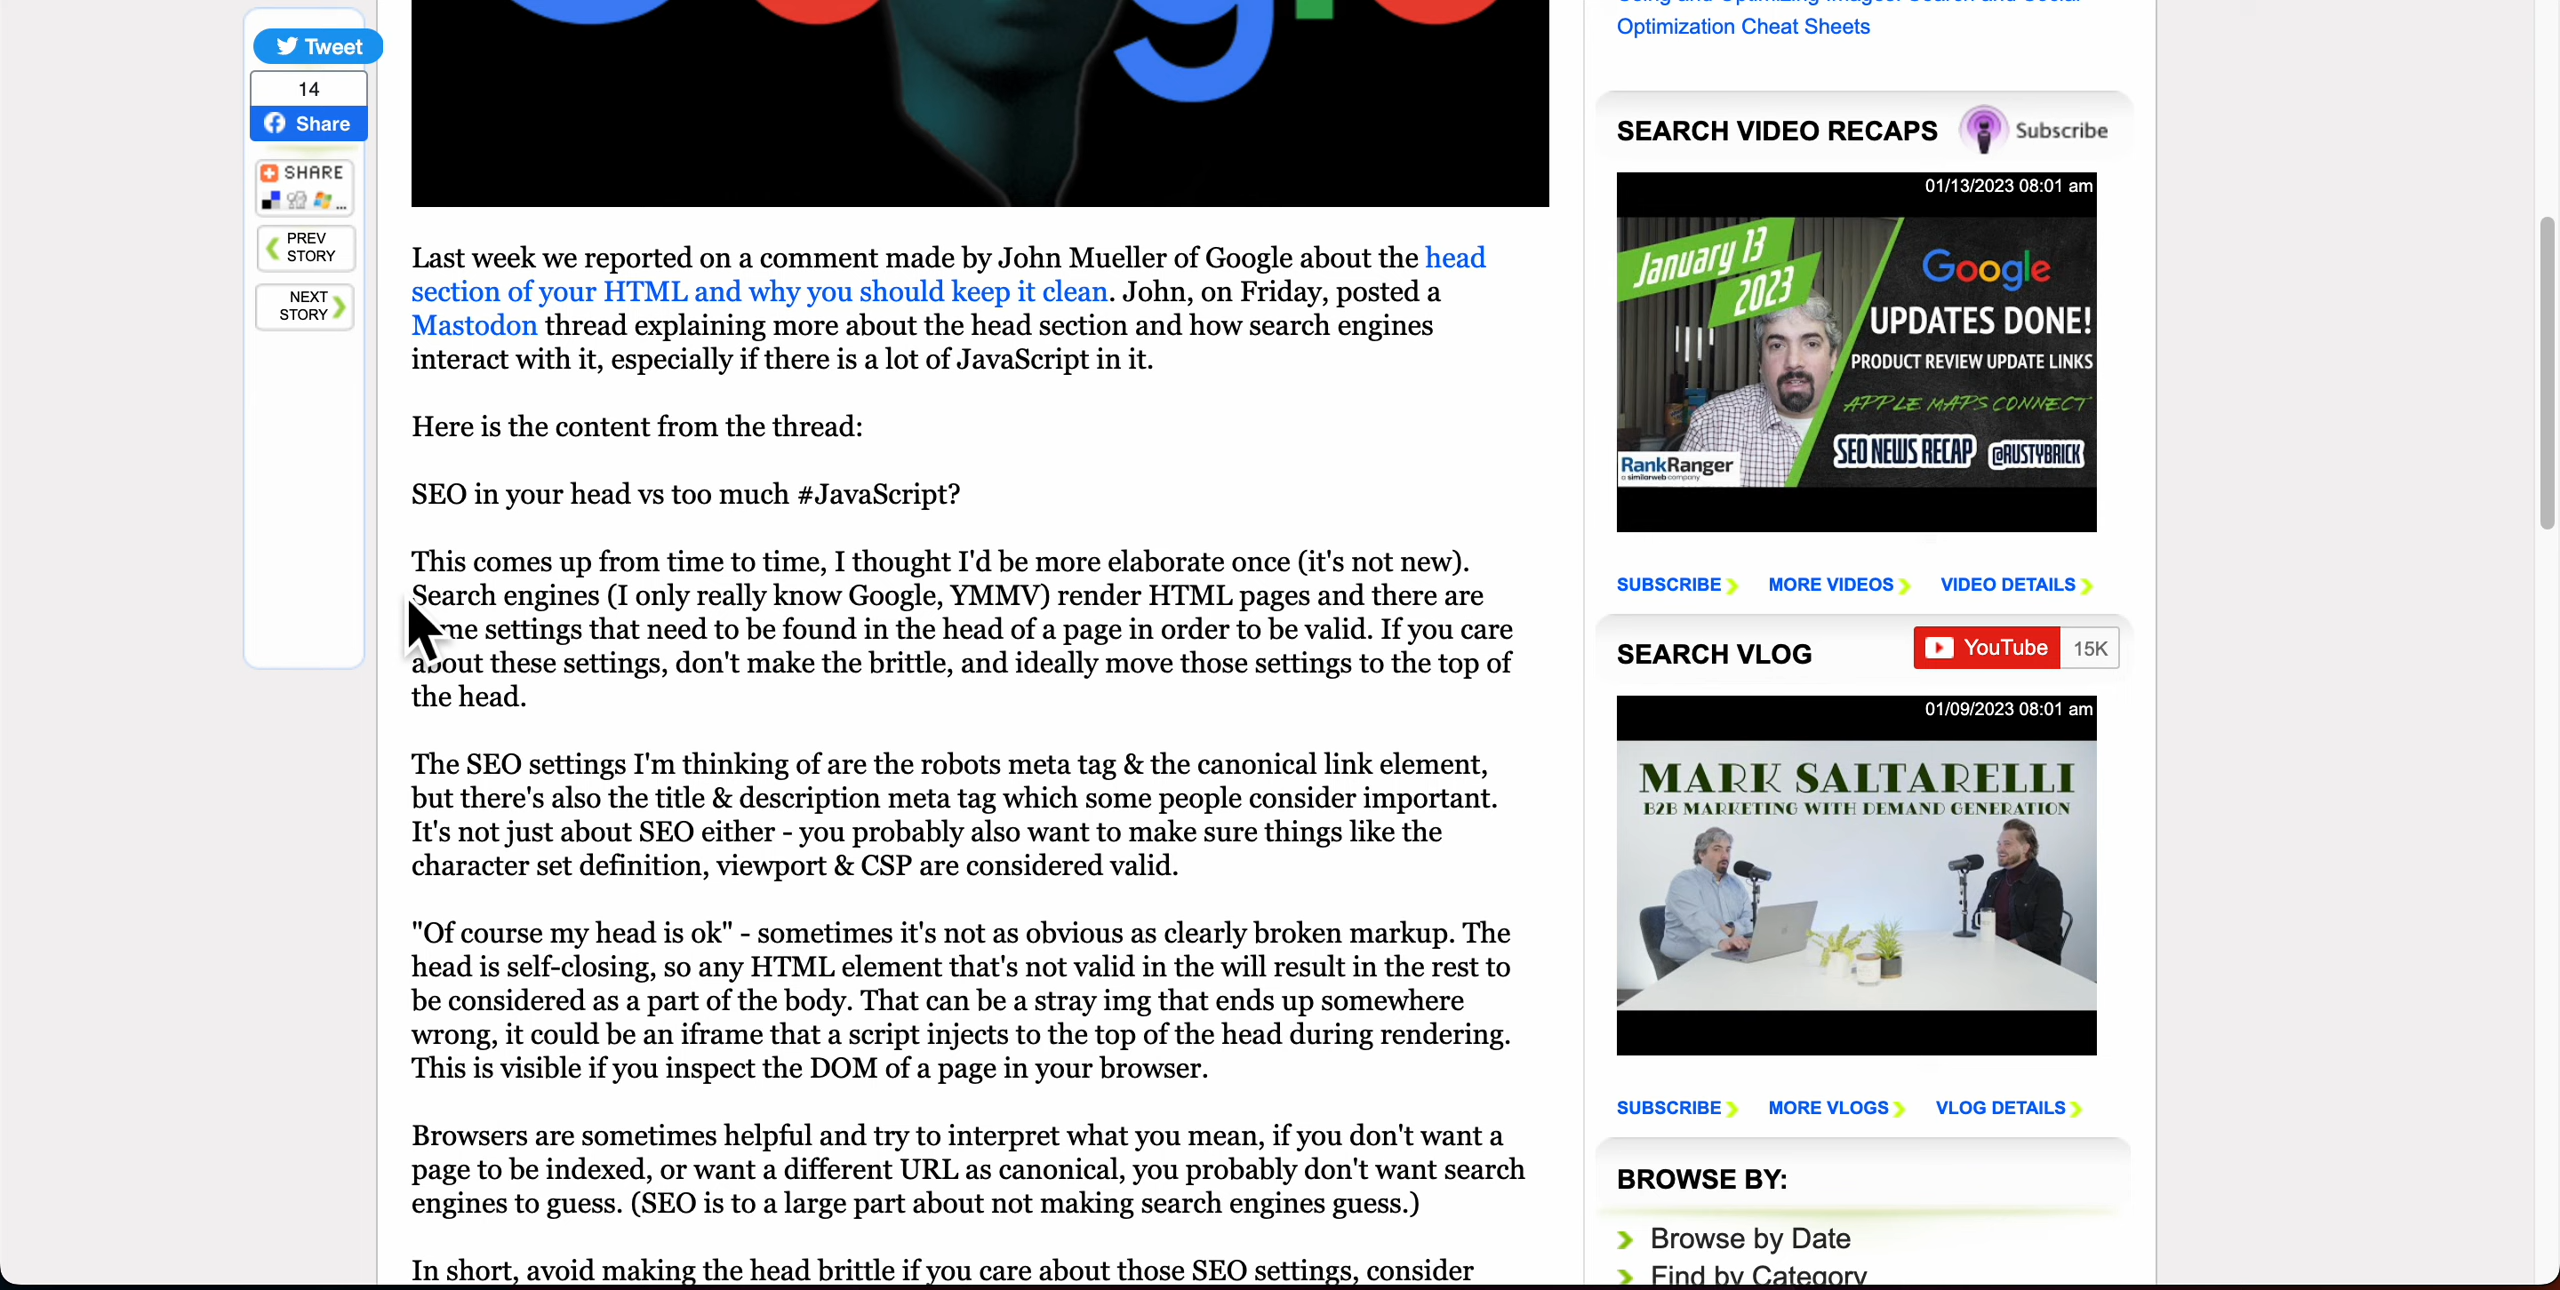 Tweet
14
Share
SHARE
...
PREV
STORY
NEXT
STORY
Last week we reported on a comment made by John Mueller of Google about the head
section of your HTML and why you should keep it clean. John, on Friday, posted a
Mastodon thread explaining more about the head section and how search engines
interact with it, especially if there is a lot of JavaScript in it.
Here is the content from the thread:
SEO in your head vs too much #JavaScript?
This comes up from time to time, I thought I'd be more elaborate once (it's not new).
Search engines (I only really know Google, YMMV) render HTML pages and there are
settings that need to be found in the head of a page in order to be valid. If you care
about these settings, don't make the brittle, and ideally move those settings to the top of
the head.
The SEO settings I'm thinking of are the robots meta tag & the canonical link element,
but there's also the title & description meta tag which some people consider important.
It's not just about SEO either - you probably also want to make sure things like the
character set definition, viewport & CSP are considered valid.
"Of course my head is ok" - sometimes it's not as obvious as clearly broken markup. The
head is self-closing, so any HTML element that's not valid in the will result in the rest to
be considered as a part of the body. That can be a stray img that ends up somewhere
wrong, it could be an iframe that a script injects to the top of the head during rendering.
This is visible if you inspect the DOM of a page in your browser.
Browsers are sometimes helpful and try to interpret what you mean, if you don't want a
page to be indexed, or want a different URL as canonical, you probably don't want search
engines to guess. (SEO is to a large part about not making search engines guess.)
In short, avoid making the head brittle if you care about those SEO settings, consider
Optimization Cheat Sheets
SEARCH VIDEO RECAPS
Subscribe
01/13/2023 08:01 am
January 13
2023
Google
UPDATES DONE!
PRODUCT REVIEW UPDATE LINKS
APPLE MAPS CONNECT
SEO NEWS RECAP @RUSTYBRICK
RankRanger
a similarweb company
SUBSCRIBE MORE VIDEOS VIDEO DETAILS
SEARCH VLOG
YouTube 15K
01/09/2023 08:01 am
MARK SALTARELLI
B2B MARKETING WITH DEMAND GENERATION
SUBSCRIBE MORE VLOGS VLOG DETAILS
BROWSE BY:
Browse by Date
Find by Category